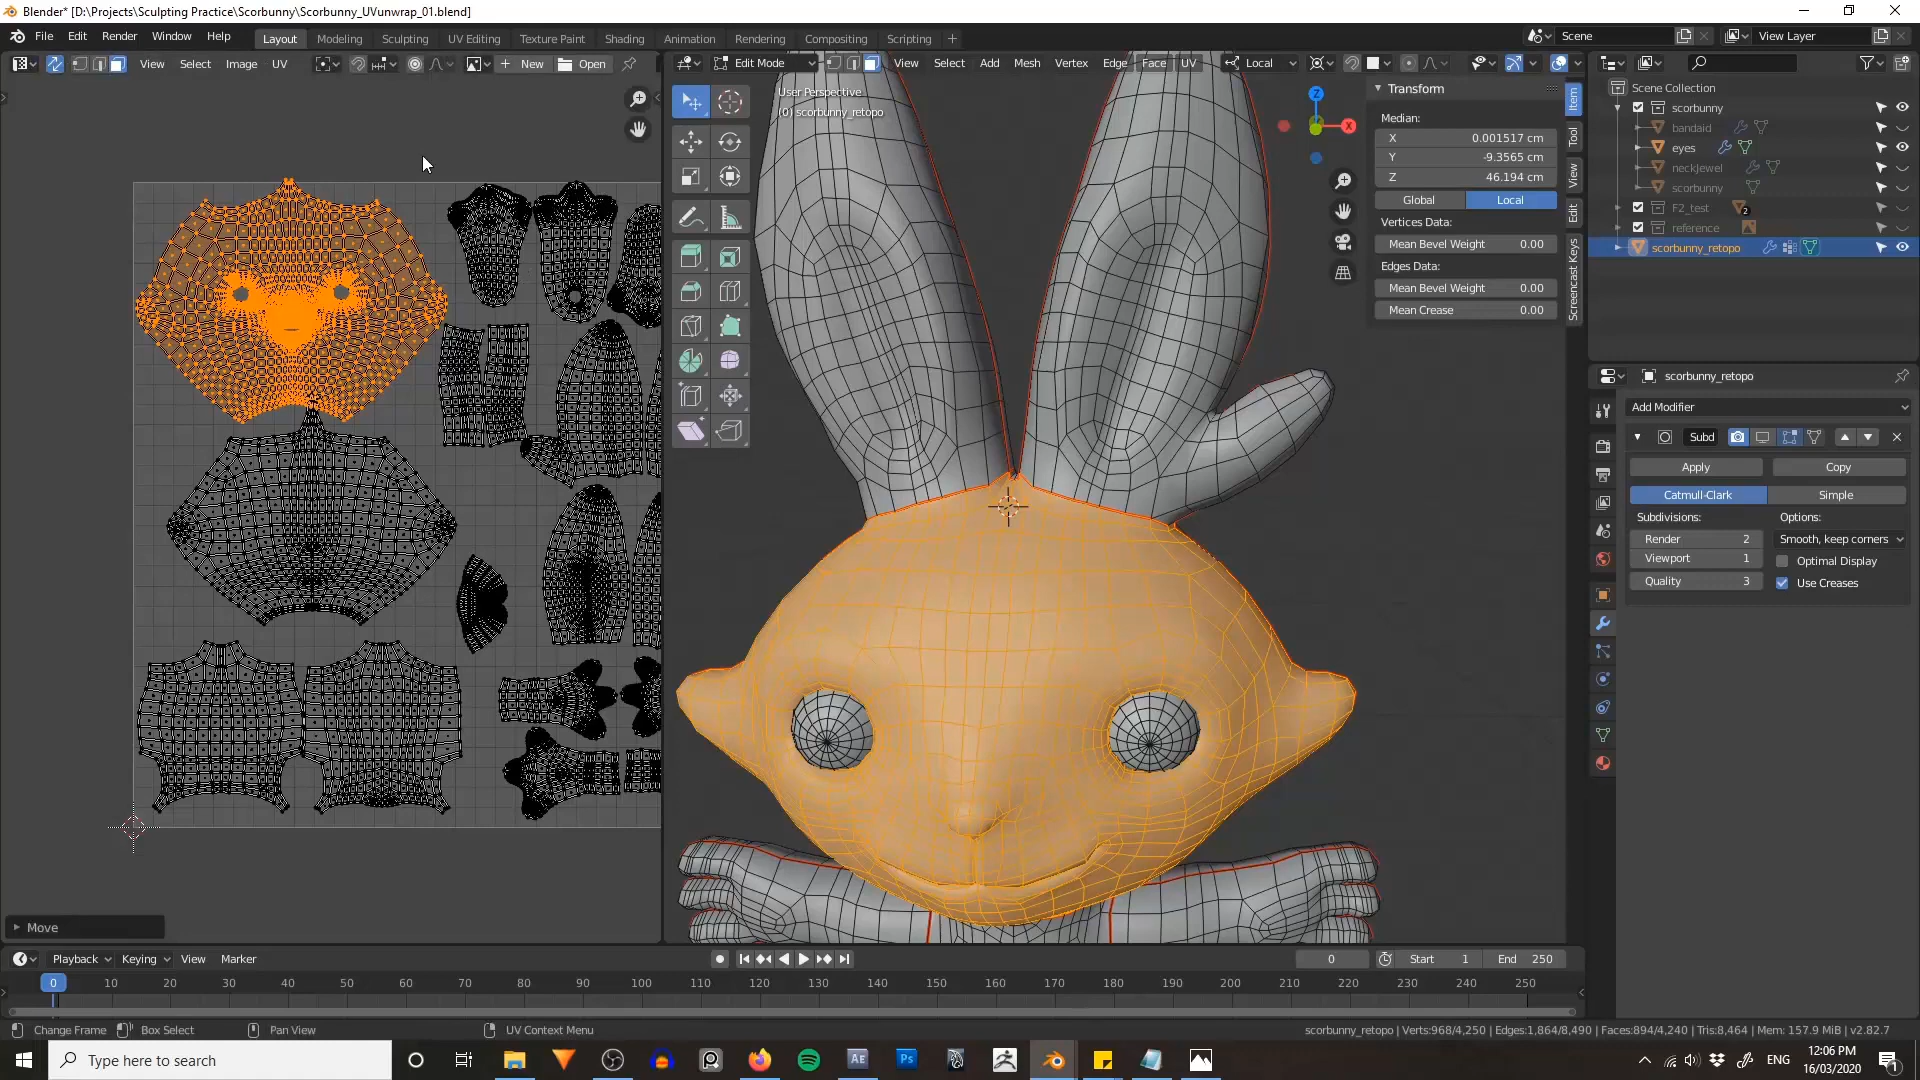 Blender* [D:\Projects\Sculpting Practice\Scorbunny\Scorbunny_UVunwrap_01.blend]
File Edit Render Window Help Layout Modeling Sculpting UV Editing Texture Paint Shading Animation Rendering Compositing Scripting + Scene View Layer
View Select Image UV New Open Edit Mode View Select Add Mesh Vertex Edge Face UV Local
User Perspective
(0) scorbunny_retopo
Z
X
Transform
Median:
X 0.001517 cm
Y -9.3565 cm
Z 46.194 cm
Global Local
Vertices Data:
Mean Bevel Weight 0.00
Edges Data:
Mean Bevel Weight 0.00
Mean Crease 0.00
Item
Tool
View
Edit
Screencast Keys
Scene Collection
scorbunny
bandaid
eyes
neckJewel
scorbunny
F2_test 2
reference
scorbunny_retopo
scorbunny_retopo
Add Modifier
Subd
Apply Copy
Catmull-Clark Simple
Subdivisions: Options:
Render 2 Smooth, keep corners
Viewport 1 Optimal Display
Quality 3 Use Creases
Move
Playback Keying View Marker 0 Start 1 End 250
0 10 20 30 40 50 60 70 80 90 100 110 120 130 140 150 160 170 180 190 200 210 220 230 240 250
Change Frame Box Select Pan View UV Context Menu scorbunny_retopo | Verts:968/4,250 | Edges:1,864/8,490 | Faces:894/4,240 | Tris:8,464 | Mem: 157.9 MiB | v2.82.7
Type here to search Ae Ps ENG 12:06 PM
16/03/2020 1